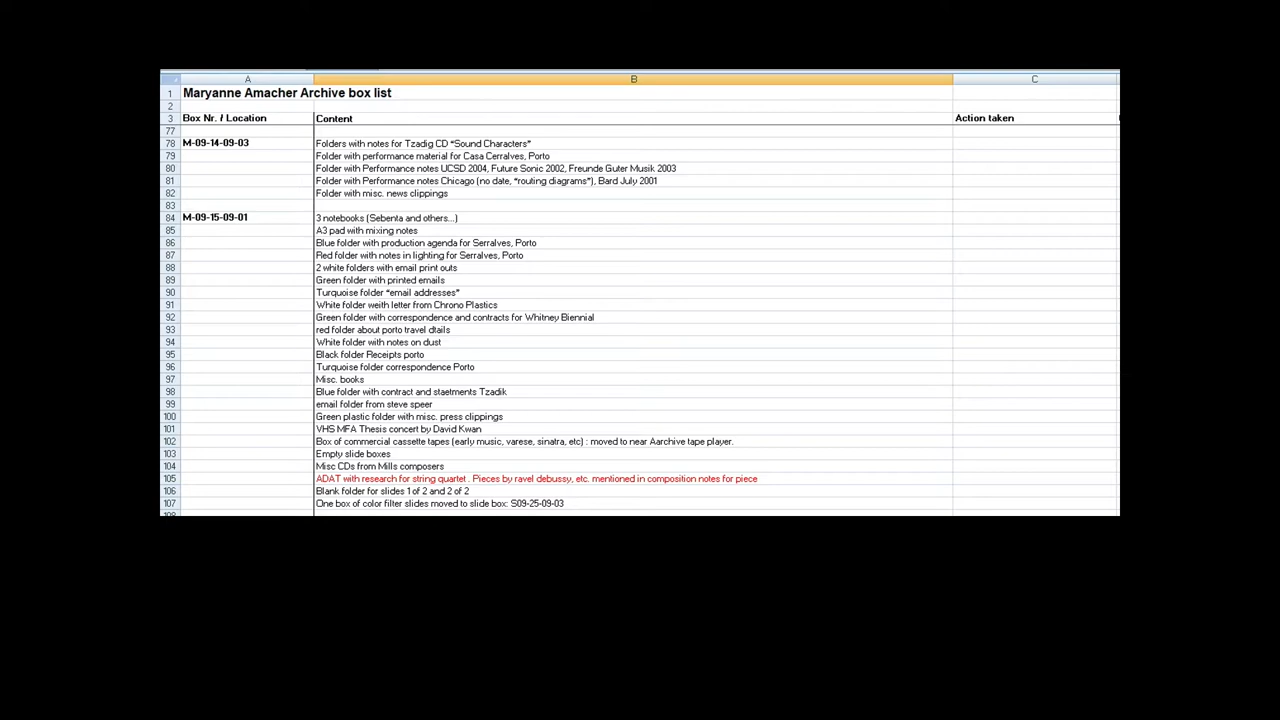 A B C
1 Maryanne Amacher Archive box list
2
3 Box Nr. / Location Content Action taken
77
78 M-09-14-09-03 Folders with notes for Tzadig CD "Sound Characters"
79 Folder with performance material for Casa Cerralves, Porto
80 Folder with Performance notes UCSD 2004, Future Sonic 2002, Freunde Guter Musik 2003
81 Folder with Performance notes Chicago (no date, "routing diagrams"), Bard July 2001
82 Folder with misc. news clippings
83
84 M-09-15-09-01 3 notebooks (Sebenta and others...)
85 A3 pad with mixing notes
86 Blue folder with production agenda for Serralves, Porto
87 Red folder with notes in lighting for Serralves, Porto
88 2 white folders with email print outs
89 Green folder with printed emails
90 Turquoise folder "email addresses"
91 White folder weith letter from Chrono Plastics
92 Green folder with correspondence and contracts for Whitney Biennial
93 red folder about porto travel dtails
94 White folder with notes on dust
95 Black folder Receipts porto
96 Turquoise folder correspondence Porto
97 Misc. books
98 Blue folder with contract and staetments Tzadik
99 email folder from steve speer
100 Green plastic folder with misc. press clippings
101 VHS MFA Thesis concert by David Kwan
102 Box of commercial cassette tapes (early music, varese, sinatra, etc) : moved to near Aarchive tape player.
103 Empty slide boxes
104 Misc CDs from Mills composers
105 ADAT with research for string quartet . Pieces by ravel debussy, etc. mentioned in composition notes for piece
106 Blank folder for slides 1 of 2 and 2 of 2
107 One box of color filter slides moved to slide box: S09-25-09-03